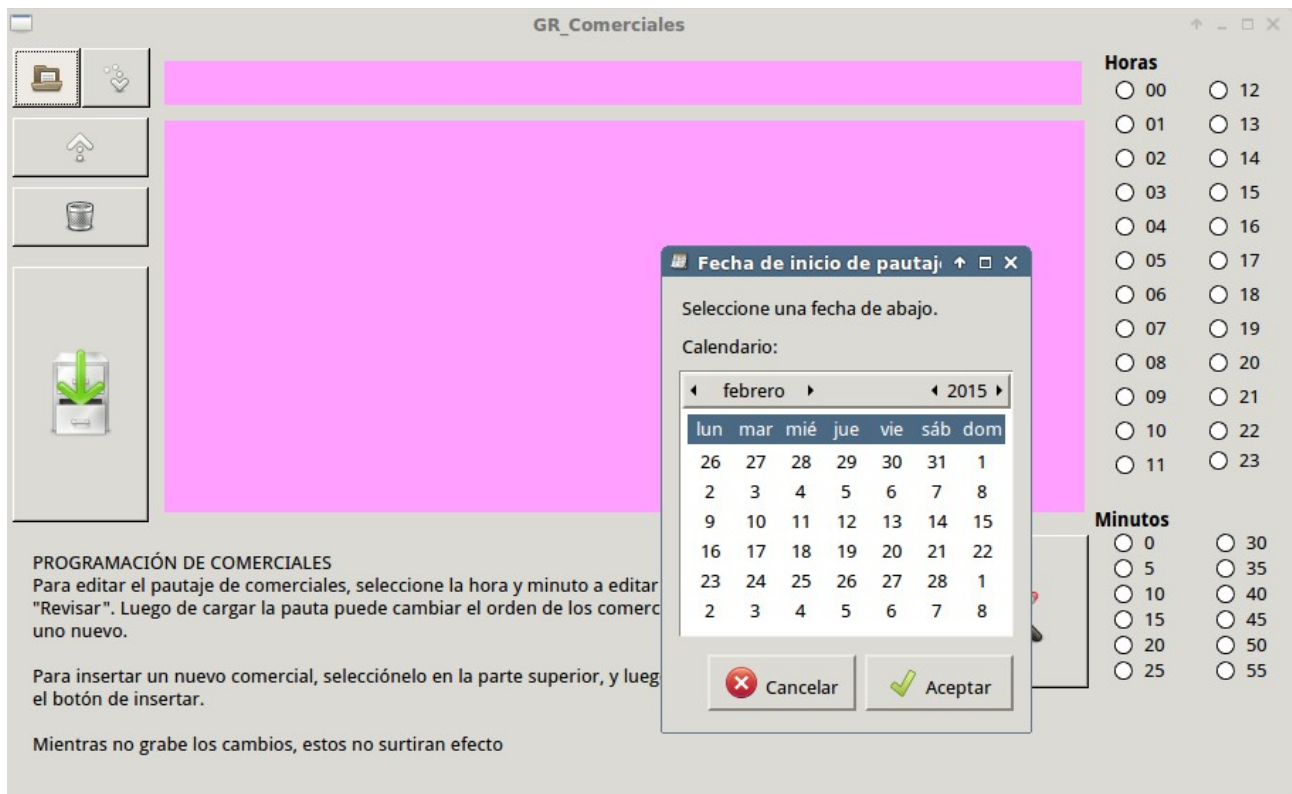 GR_Comerciales
Horas
00 12
01 13
02 14
03 15
04 16
05 17
06 18
07 19
08 20
09 21
10 22
11 23
Minutos
0 30
5 35
10 40
15 45
20 50
25 55
Fecha de inicio de pautaj
Seleccione una fecha de abajo.
Calendario:
febrero 2015
lun mar mié jue vie sáb dom
26 27 28 29 30 31 1
2 3 4 5 6 7 8
9 10 11 12 13 14 15
16 17 18 19 20 21 22
23 24 25 26 27 28 1
2 3 4 5 6 7 8
Cancelar Aceptar
PROGRAMACIÓN DE COMERCIALES
Para editar el pautaje de comerciales, seleccione la hora y minuto a editar
"Revisar". Luego de cargar la pauta puede cambiar el orden de los comerc
uno nuevo.
Para insertar un nuevo comercial, selecciónelo en la parte superior, y lueg
el botón de insertar.
Mientras no grabe los cambios, estos no surtiran efecto